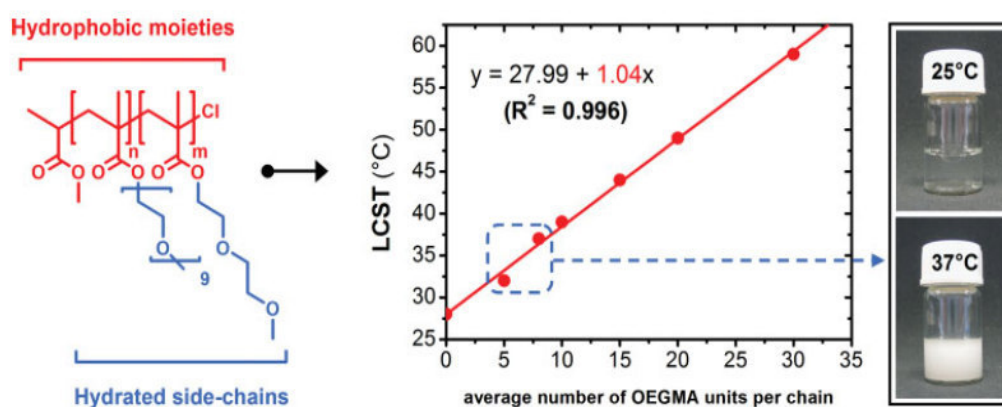 Hydrophobic moieties
n
m
Cl
O
O
O
O
O
O
O
9
O
O
Hydrated side-chains
LCST (°C)
60
55
50
45
40
35
30
25
y = 27.99 + 1.04x
(R² = 0.996)
0
5
10
15
20
25
30
35
average number of OEGMA units per chain
25°C
37°C